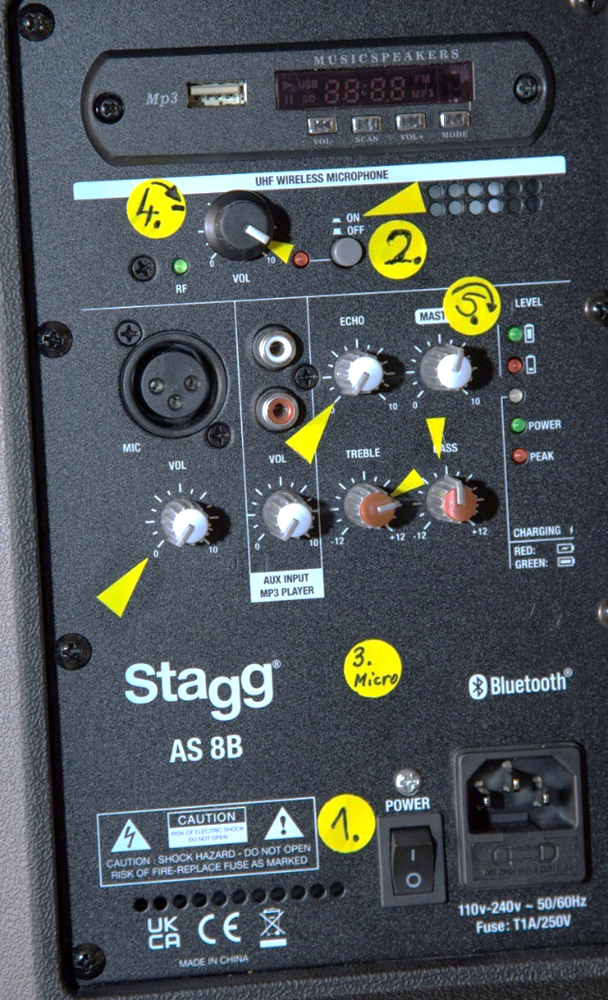 MUSICSPEAKERS
Mp3
USB
FM
SD
88:88
MP3
VOL-
SCAN
VOL+
MODE
UHF WIRELESS MICROPHONE
4.
ON
OFF
2.
0
10
RF
VOL
5.
ECHO
MAST
LEVEL
0
10
10
POWER
PEAK
MIC
VOL
VOL
TREBLE
BASS
0
10
0
10
-12
+12
-12
+12
CHARGING
RED:
GREEN:
AUX INPUT
MP3 PLAYER
Stagg®
3.
Micro
Bluetooth®
AS 8B
POWER
1.
CAUTION
RISK OF ELECTRIC SHOCK
DO NOT OPEN
CAUTION : SHOCK HAZARD - DO NOT OPEN
RISK OF FIRE-REPLACE FUSE AS MARKED
110v-240v ~ 50/60Hz
Fuse: T1A/250V
UK
CA
CE
MADE IN CHINA